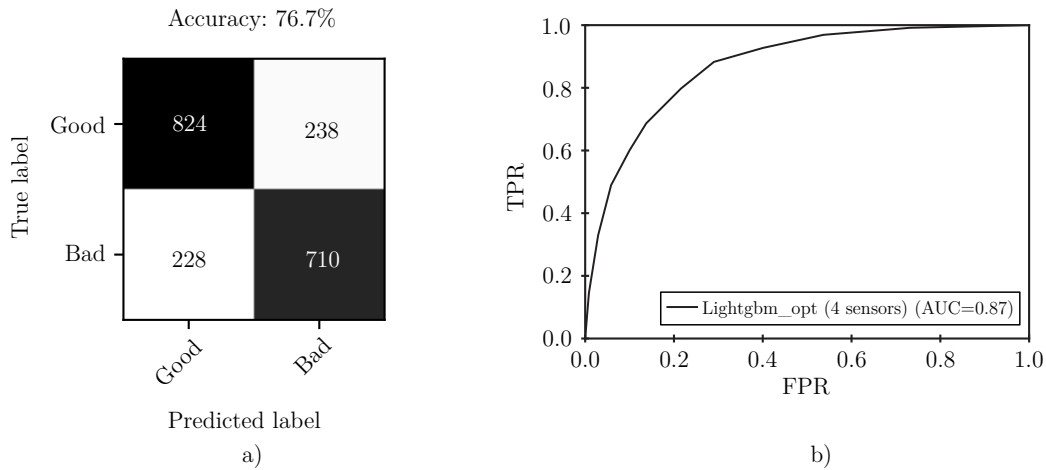 Accuracy: 76.7%
True label
Good
824
238
Bad
228
710
Good
Bad
Predicted label
a)
TPR
1.0
0.8
0.6
0.4
0.2
0.0
Lightgbm_opt (4 sensors) (AUC=0.87)
0.0 0.2 0.4 0.6 0.8 1.0
FPR
b)